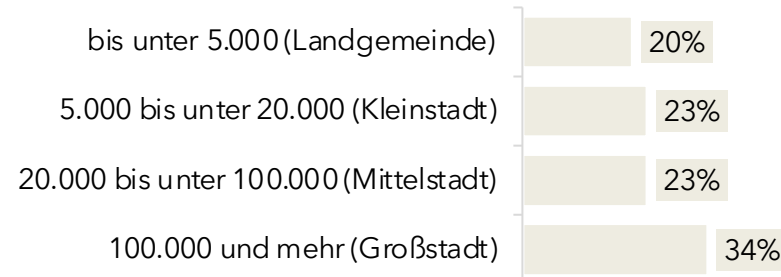 bis unter 5.000 (Landgemeinde) 20%
5.000 bis unter 20.000 (Kleinstadt) 23%
20.000 bis unter 100.000 (Mittelstadt) 23%
100.000 und mehr (Großstadt) 34%